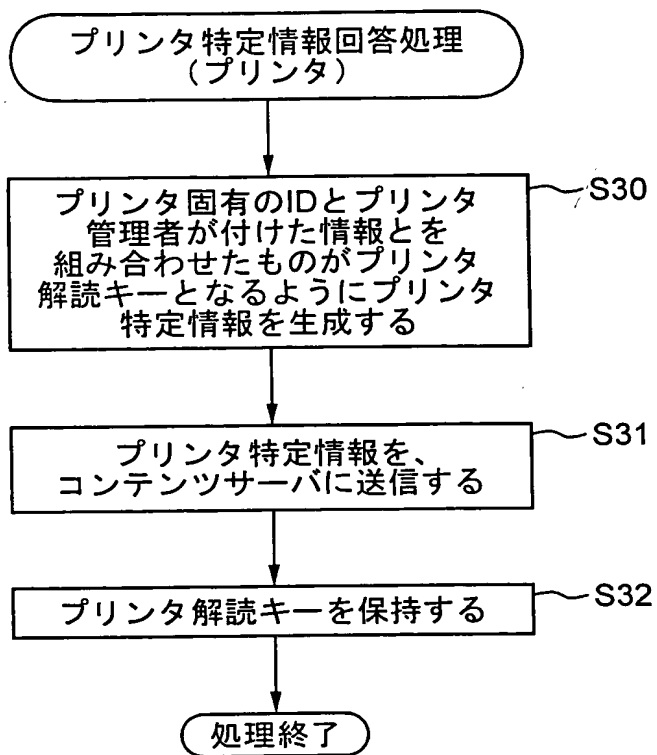 プリンタ特定情報回答処理
(プリンタ)
プリンタ固有のIDとプリンタ
管理者が付けた情報とを
組み合わせたものがプリンタ
解読キーとなるようにプリンタ
特定情報を生成する
S30
プリンタ特定情報を、
コンテンツサーバに送信する
S31
プリンタ解読キーを保持する
S32
処理終了